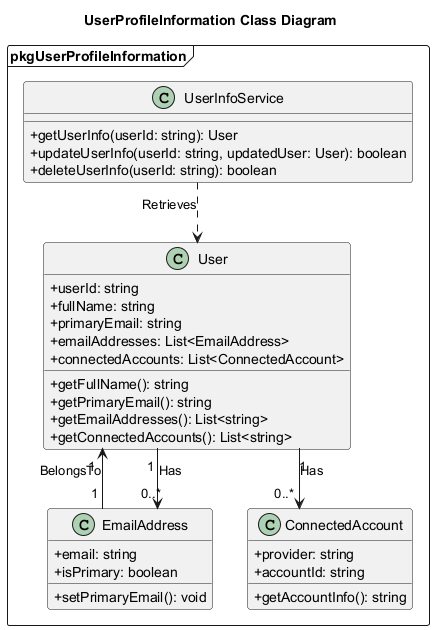 UserProfileInformation Class Diagram
pkgUserProfileInformation
C UserInfoService
+getUserInfo(userId: string): User
+updateUserInfo(userId: string, updatedUser: User): boolean
+deleteUserInfo(userId: string): boolean
Retrieves
C User
+userId: string
+fullName: string
+primaryEmail: string
+emailAddresses: List<EmailAddress>
+connectedAccounts: List<ConnectedAccount>
+getFullName(): string
+getPrimaryEmail(): string
+getEmailAddresses(): List<string>
+getConnectedAccounts(): List<string>
BelongsTo 1 1 Has 1 Has
1 0..* 0..*
C EmailAddress
+email: string
+isPrimary: boolean
+setPrimaryEmail(): void
C ConnectedAccount
+provider: string
+accountId: string
+getAccountInfo(): string